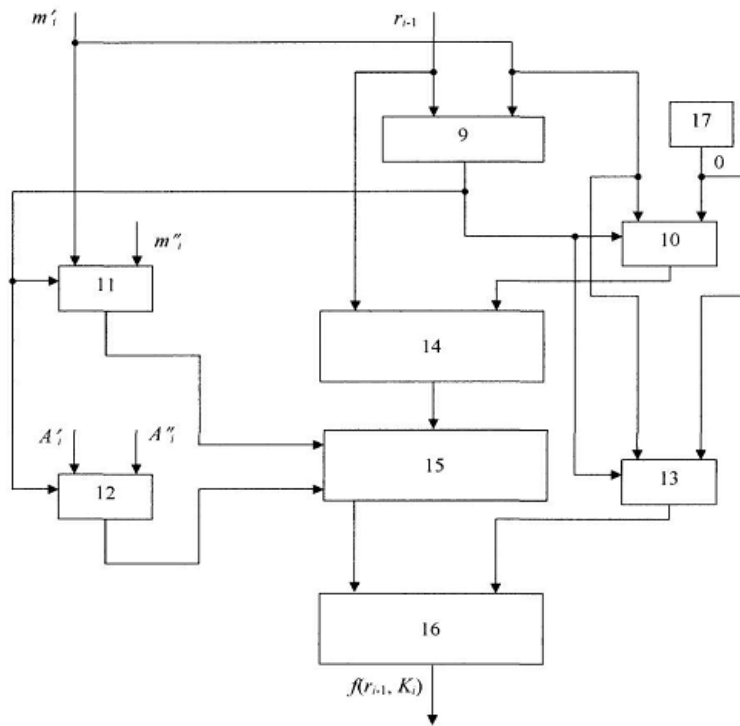 m′ᵢ
rᵢ₋₁
17
9
0
10
m″ᵢ
11
14
A′ᵢ
A″ᵢ
15
12
13
16
f(rᵢ₋₁, Kᵢ)